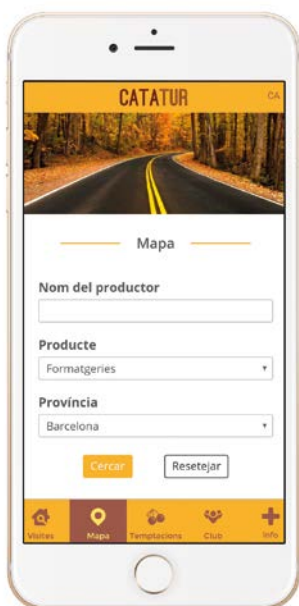 CATATUR
CA
Mapa
Nom del productor
Producte
Formatgeries
Província
Barcelona
Cercar Resetejar
Visites Mapa Temptacions Club Info